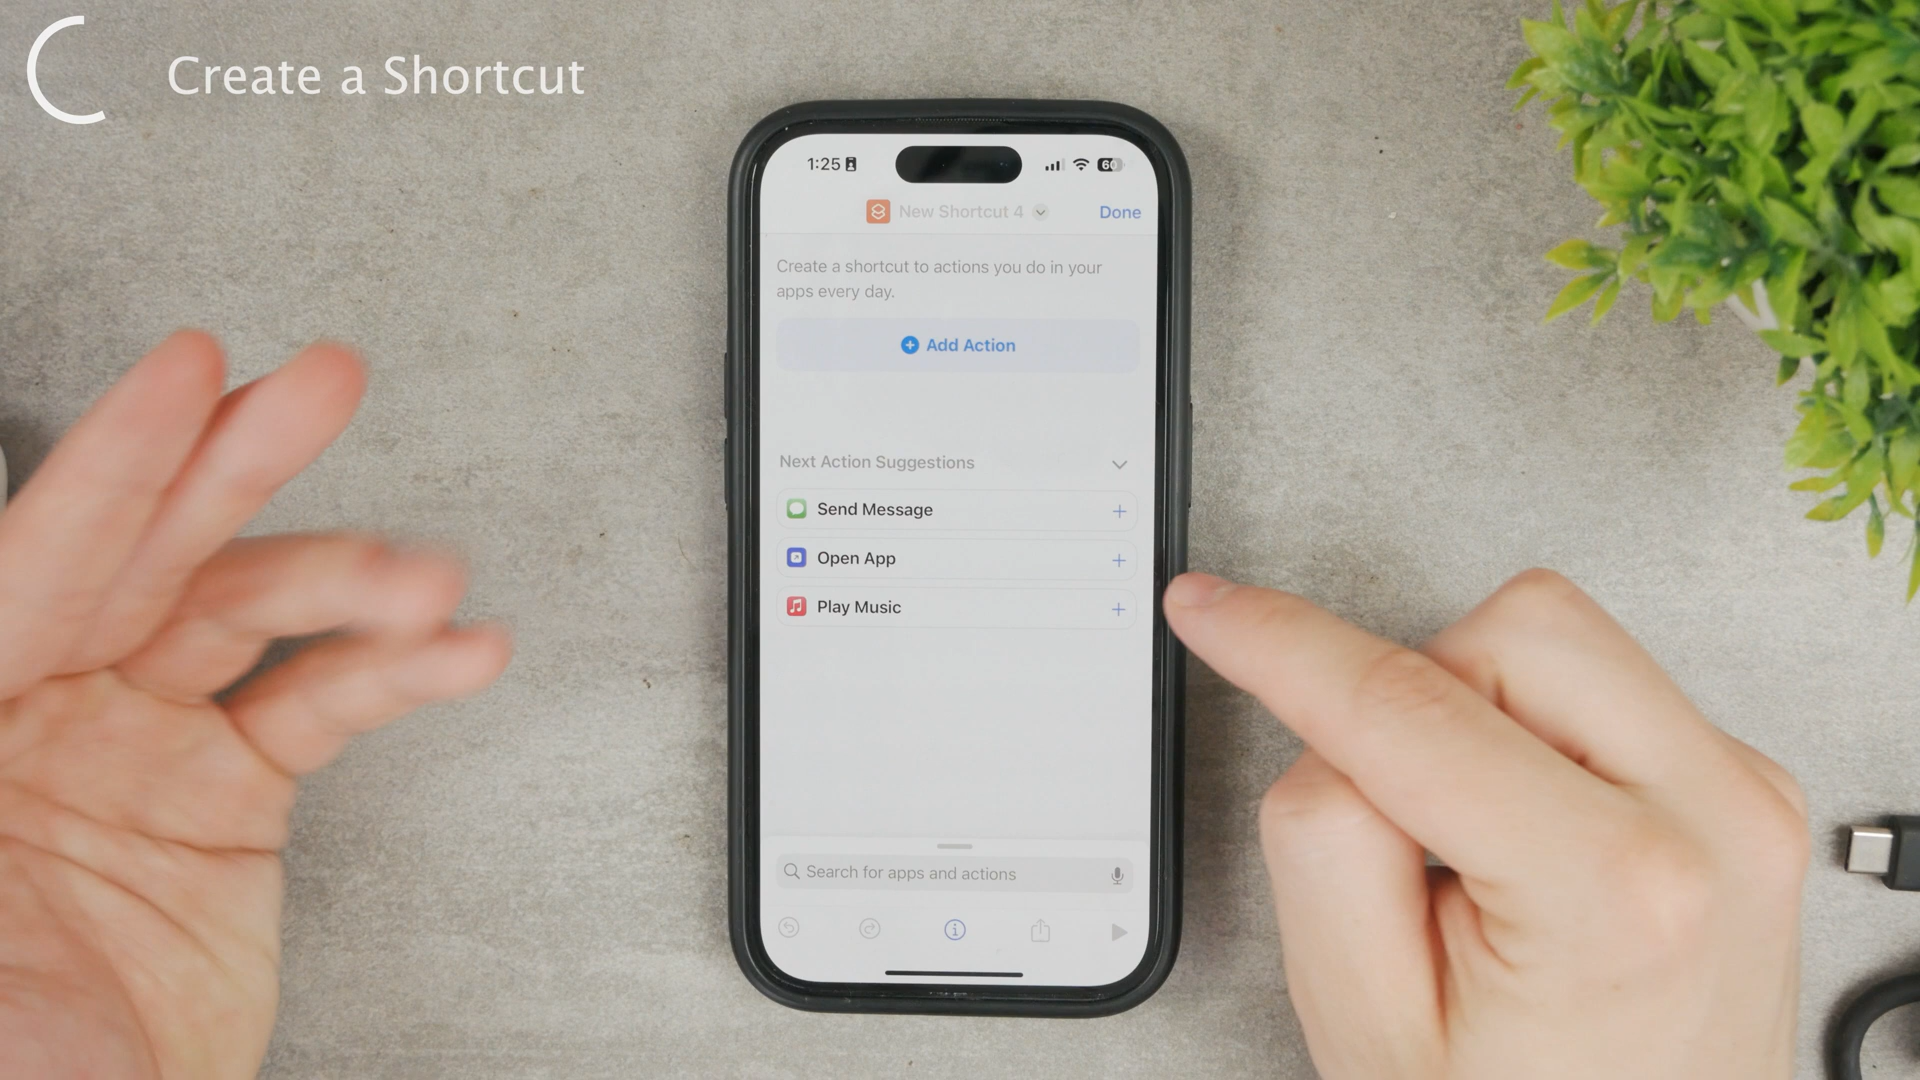 Create a Shortcut
1:25
60
New Shortcut 4
Done
Create a shortcut to actions you do in your
apps every day.
Add Action
Next Action Suggestions
Send Message
Open App
Play Music
Search for apps and actions